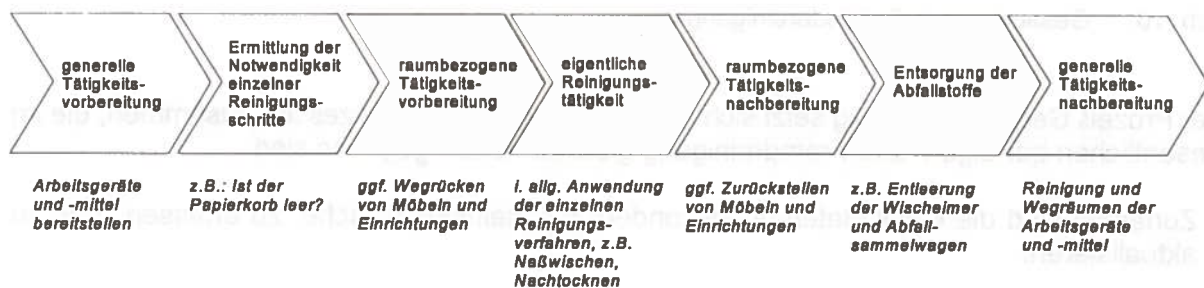 generelle
Tätigkeits-
vorbereitung
Ermittlung der
Notwendigkeit
einzelner
Reinigungs-
schritte
raumbezogene
Tätigkeits-
vorbereitung
eigentliche
Reinigungs-
tätigkeit
raumbezogene
Tätigkeits-
nachbereitung
Entsorgung der
Abfallstoffe
generelle
Tätigkeits-
nachbereitung
Arbeitsgeräte
und -mittel
bereitstellen
z.B.: Ist der
Papierkorb leer?
ggf. Wegrücken
von Möbeln und
Einrichtungen
i. allg. Anwendung
der einzelnen
Reinigungs-
verfahren, z.B.
Naßwischen,
Nachtocknen
ggf. Zurückstellen
von Möbeln und
Einrichtungen
z.B. Entleerung
der Wischeimer
und Abfall-
sammelwagen
Reinigung und
Wegräumen der
Arbeitsgeräte
und -mittel